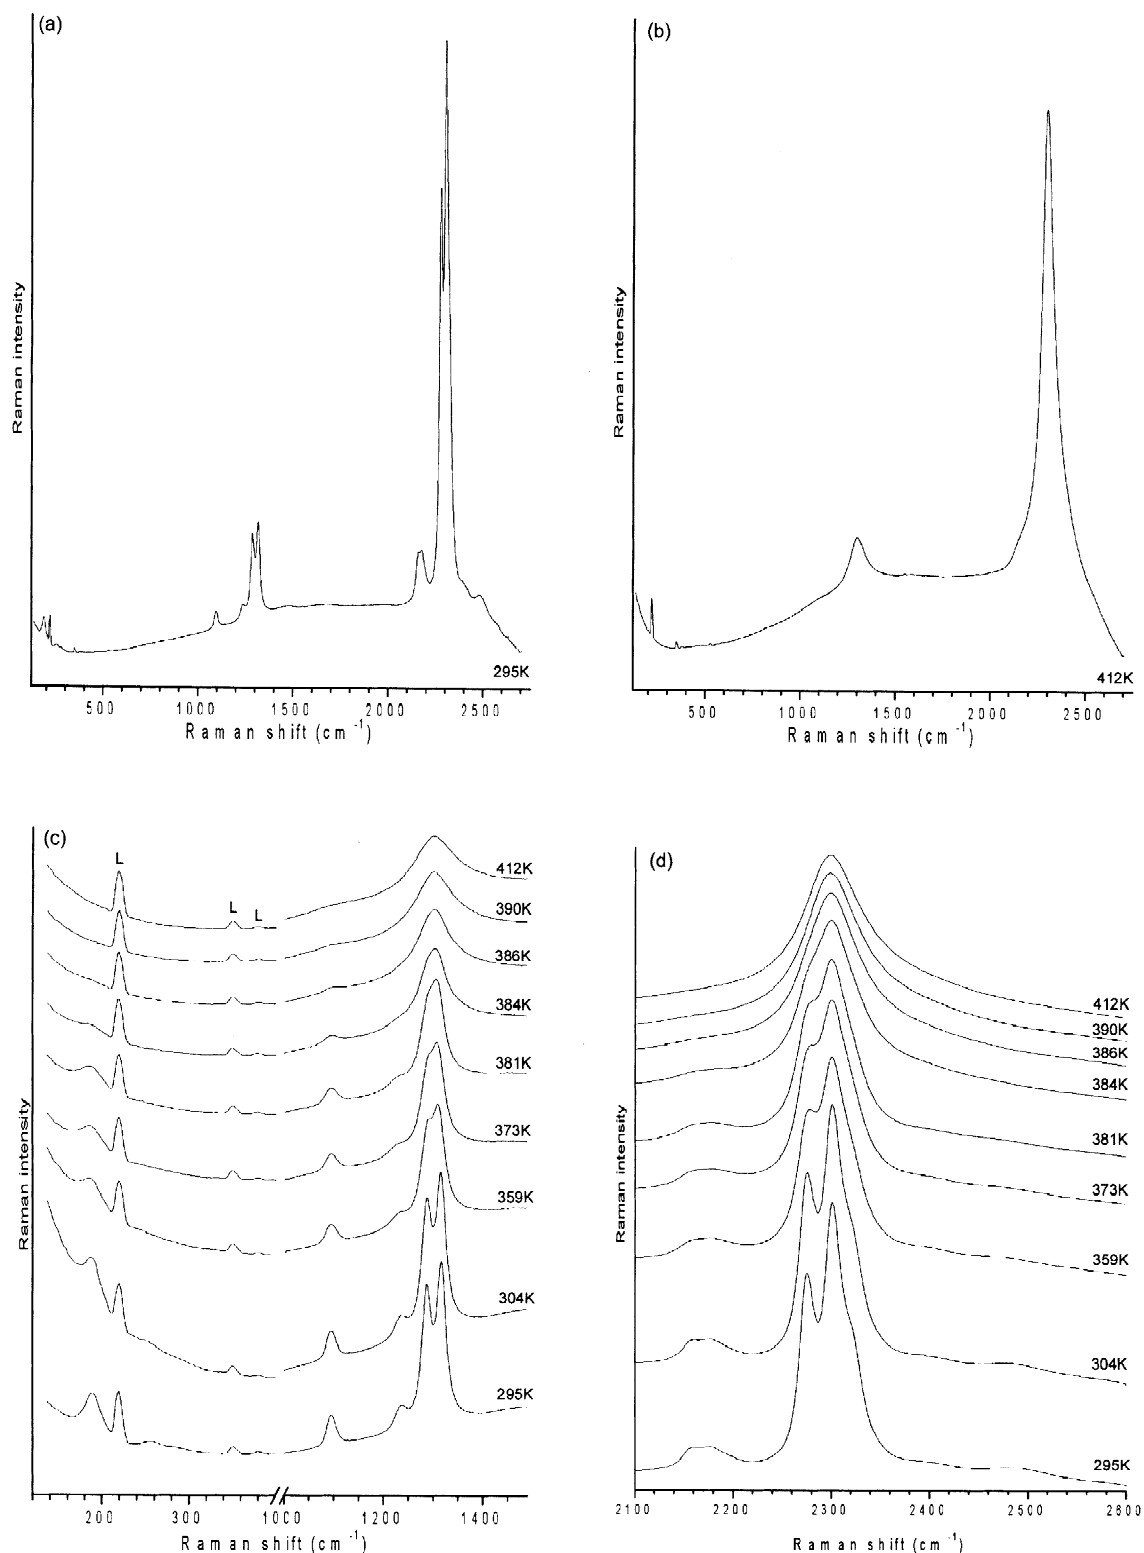 (a)
Raman intensity
295K
500 1000 1500 2000 2500
Raman shift (cm⁻¹)
(b)
Raman intensity
412K
500 1000 1500 2000 2500
Raman shift (cm⁻¹)
(c)
L
L L
412K
390K
386K
384K
381K
373K
359K
304K
295K
Raman intensity
200 300 1000 1200 1400
Raman shift (cm⁻¹)
(d)
412K
390K
386K
384K
381K
373K
359K
304K
295K
Raman intensity
2100 2200 2300 2400 2500 2600
Raman shift (cm⁻¹)